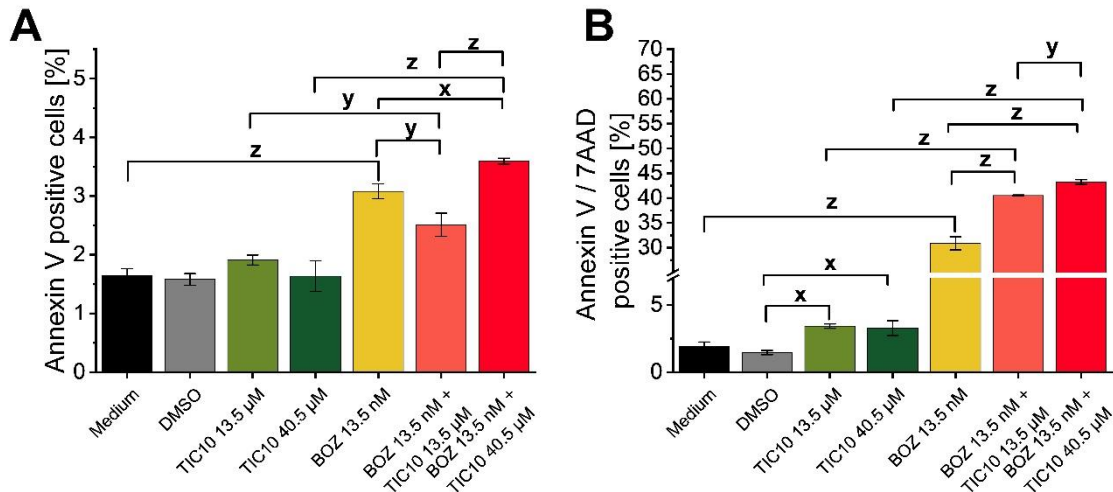 A
Annexin V positive cells [%]
5
4
3
2
1
0
z
z
x
y
y
z
Medium
DMSO
TIC10 13.5 µM
TIC10 40.5 µM
BOZ 13.5 nM
BOZ 13.5 nM +
TIC10 13.5 µM
BOZ 13.5 nM +
TIC10 40.5 µM
B
Annexin V / 7AAD
positive cells [%]
70
65
60
55
50
45
40
35
30
5
0
y
z
z
z
z
z
x
x
Medium
DMSO
TIC10 13.5 µM
TIC10 40.5 µM
BOZ 13.5 nM
BOZ 13.5 nM +
TIC10 13.5 µM
BOZ 13.5 nM +
TIC10 40.5 µM